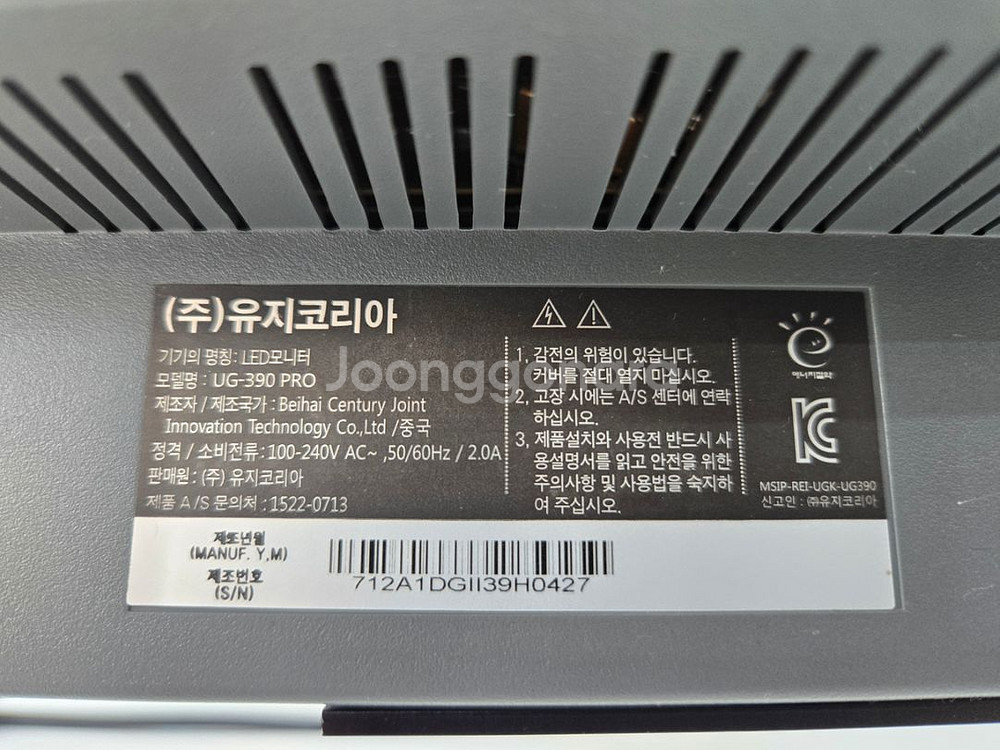 (주)유지코리아
기기의 명칭: LED모니터
모델명 : UG-390 PRO
제조자 / 제조국가 : Beihai Century Joint
Innovation Technology Co.,Ltd /중국
정격 / 소비전류: 100-240V AC~ ,50/60Hz / 2.0A
판매원 : (주) 유지코리아
제품 A/S 문의처 : 1522-0713
1, 감전의 위험이 있습니다.
커버를 절대 열지 마십시오.
2, 고장 시에는 A/S 센터에 연락
하십시오.
3, 제품설치와 사용전 반드시 사
용설명서를 읽고 안전을 위한
주의사항 및 사용법을 숙지하
여 주십시오.
에너지절약
MSIP-REI-UGK-UG390
신고인 : ㈜유지코리아
제조년월
(MANUF. Y,M)
제조번호
(S/N)
712A1DGII39H0427